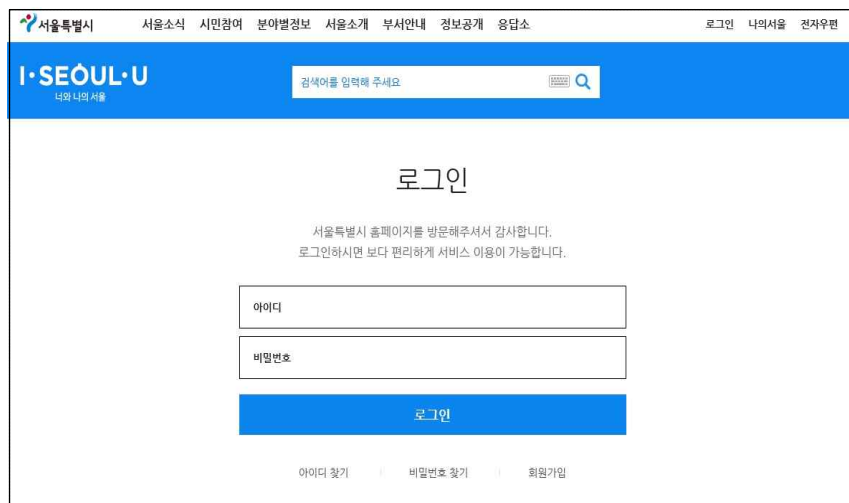 서울특별시 서울소식 시민참여 분야별정보 서울소개 부서안내 정보공개 응답소 로그인 나의서울 전자우편
I·SEOUL·U
너와 나의 서울
검색어를 입력해 주세요
로그인
서울특별시 홈페이지를 방문해주셔서 감사합니다.
로그인하시면 보다 편리하게 서비스 이용이 가능합니다.
아이디
비밀번호
로그인
아이디 찾기 비밀번호 찾기 회원가입